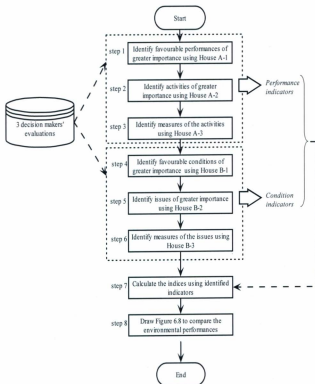 Start
step 1
Identify favourable performances of
greater importance using House A-1
step 2
Identify activities of greater
importance using House A-2
Performance
indicators
step 3
Identify measures of the activities
using House A-3
3 decision makers'
evaluations
step 4
Identify favourable conditions of
greater importance using House B-1
step 5
Identify issues of greater importance
using House B-2
Condition
indicators
step 6
Identify measures of the issues using
House B-3
step 7
Calculate the indices using identified
indicators
step 8
Draw Figure 6.8 to compare the
environmental performances
End